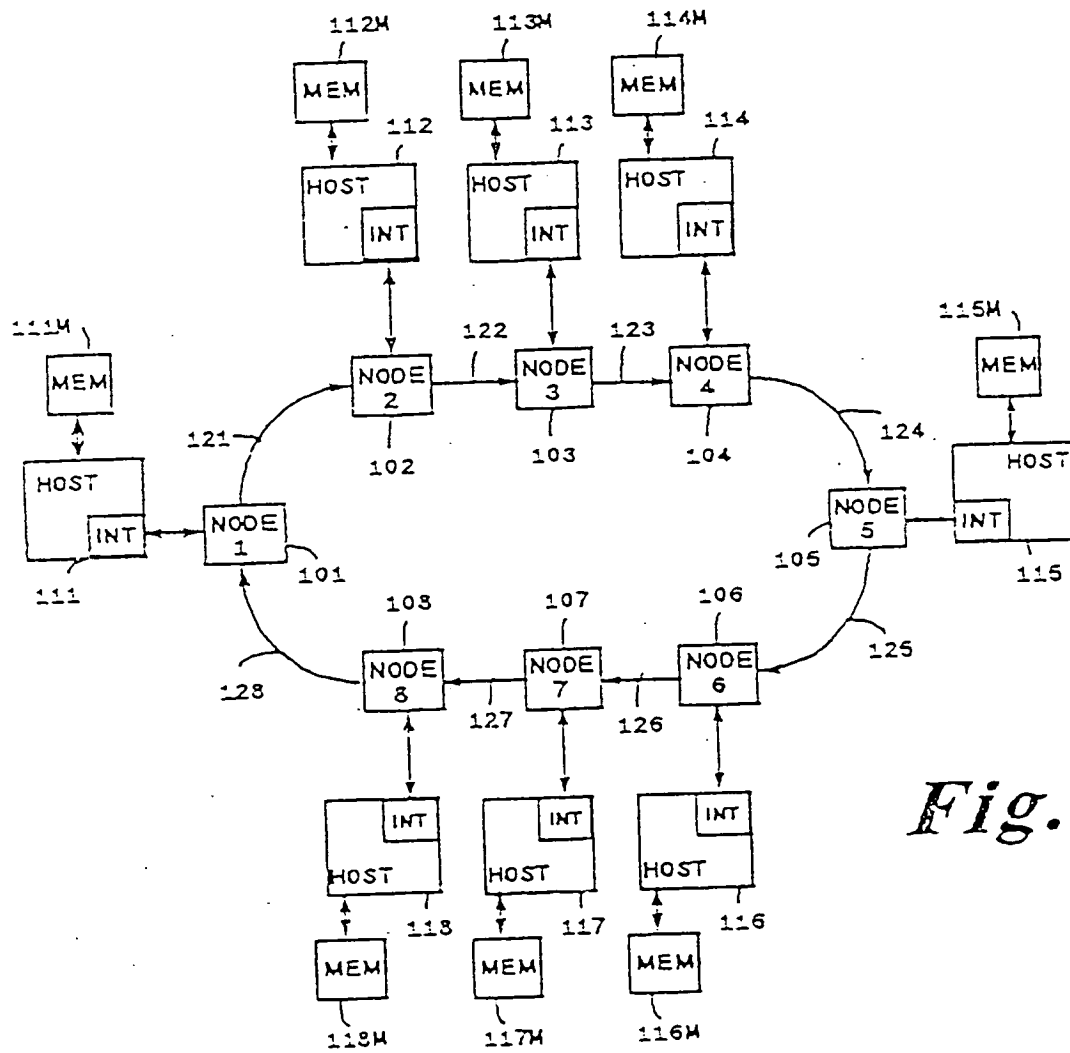 112M
113M
114M
MEM
MEM
MEM
112
113
114
HOST
HOST
HOST
INT
INT
INT
111M
115M
MEM
MEM
122
123
NODE 2
NODE 3
NODE 4
121
124
102
103
104
HOST
HOST
INT
NODE 1
NODE 5
INT
105
111
101
115
108
107
106
125
NODE 8
NODE 7
NODE 6
128
127
126
INT
INT
INT
Fig.
HOST
HOST
HOST
118
117
116
MEM
MEM
MEM
118M
117M
116M